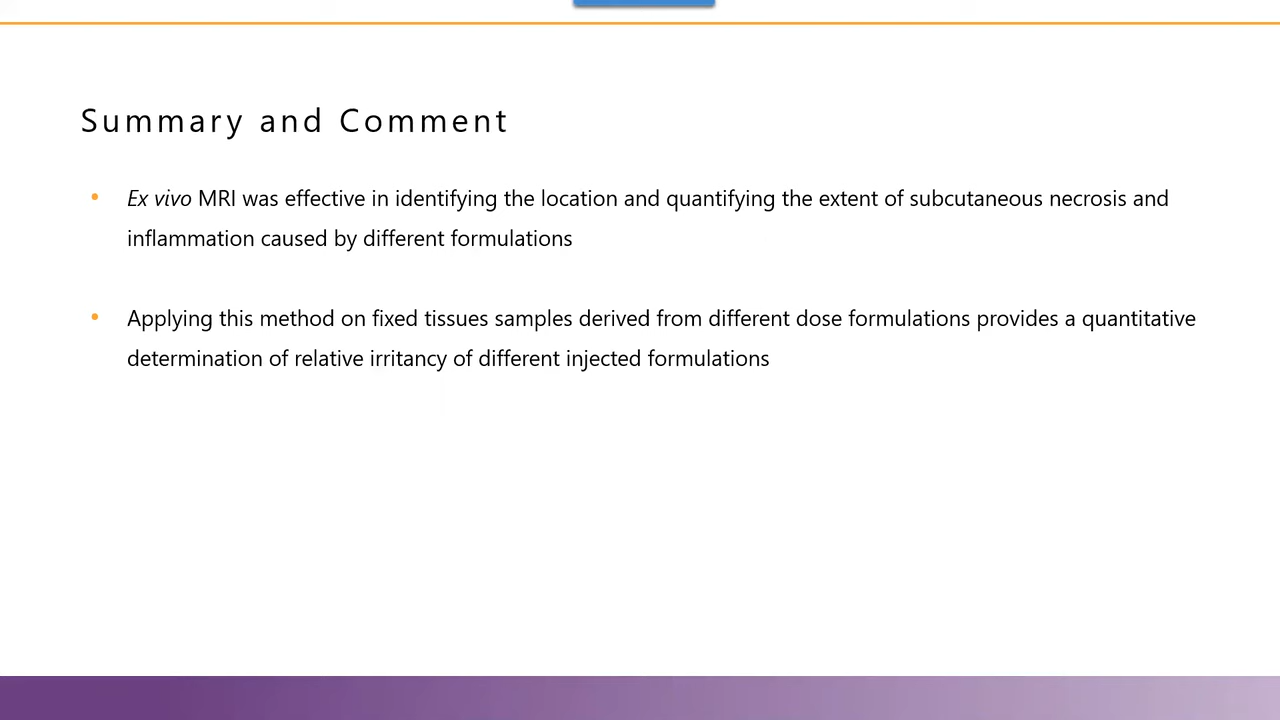 Summary and Comment
• Ex vivo MRI was effective in identifying the location and quantifying the extent of subcutaneous necrosis and
inflammation caused by different formulations
• Applying this method on fixed tissues samples derived from different dose formulations provides a quantitative
determination of relative irritancy of different injected formulations